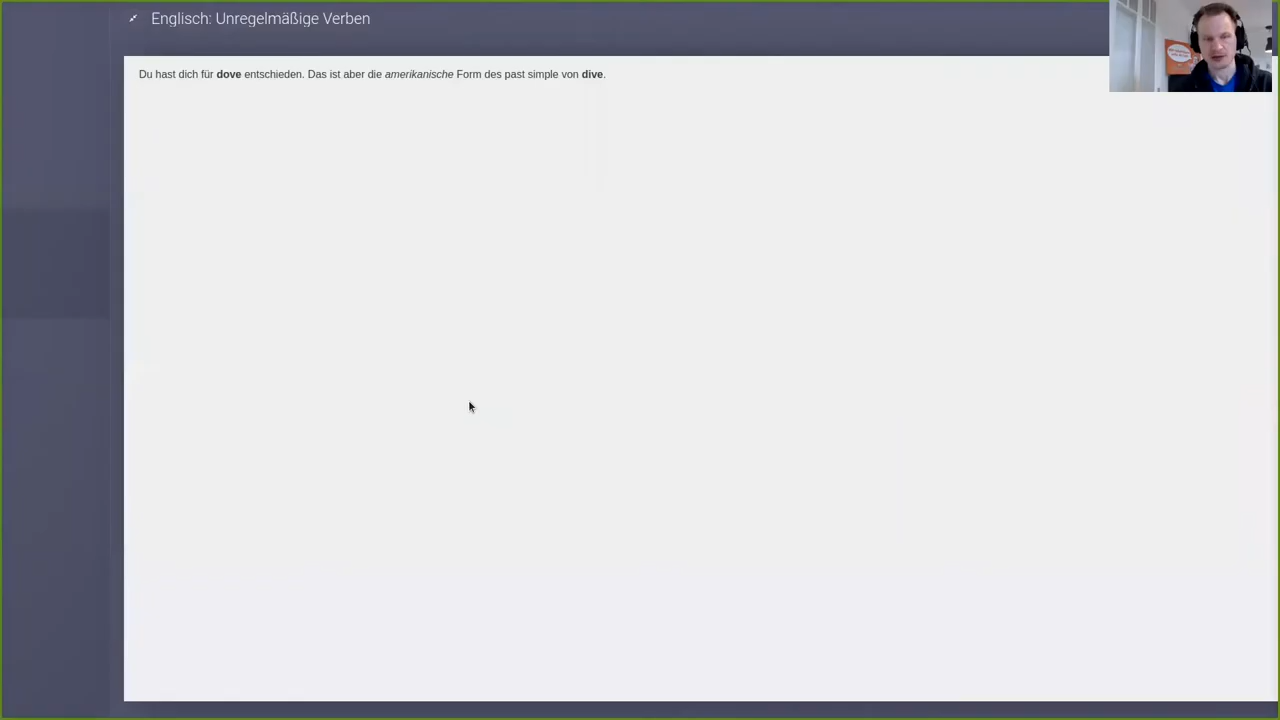 Englisch: Unregelmäßige Verben
Du hast dich für dove entschieden. Das ist aber die amerikanische Form des past simple von dive.